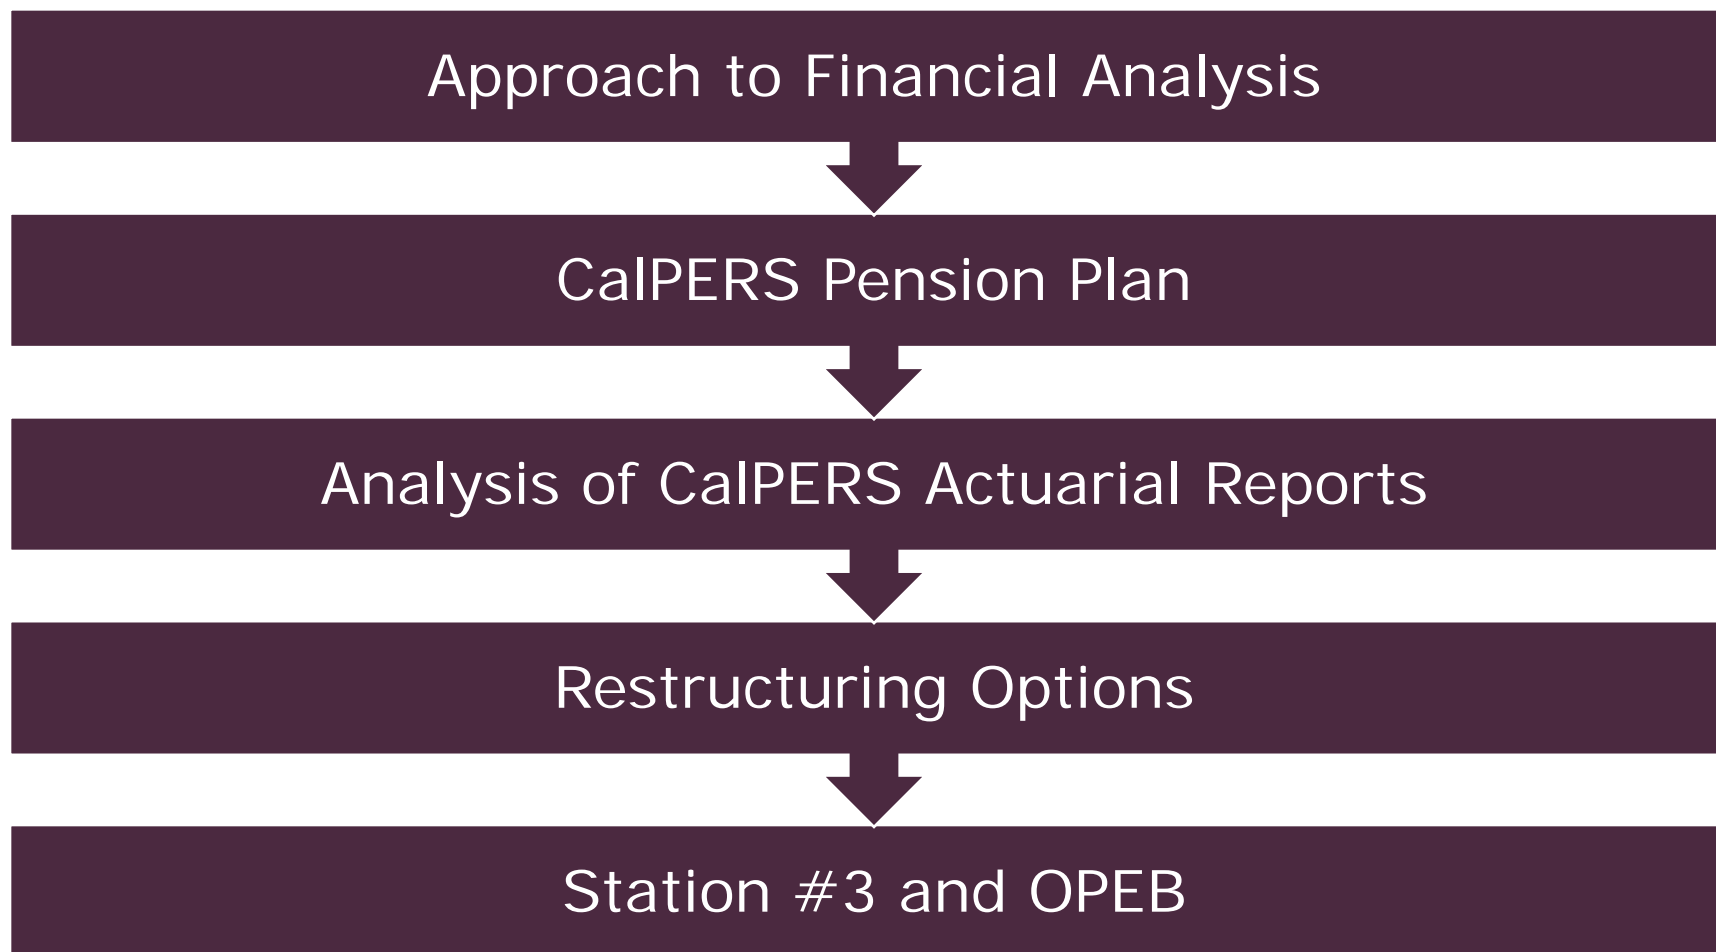 Approach to Financial Analysis
CalPERS Pension Plan
Analysis of CalPERS Actuarial Reports
Restructuring Options
Station #3 and OPEB